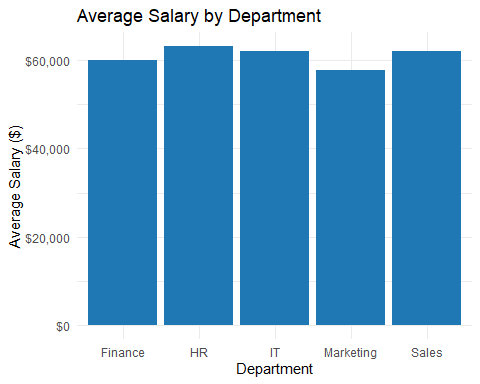 Average Salary by Department
Average Salary ($)
$60,000
$40,000
$20,000
$0
Finance HR IT Marketing Sales
Department